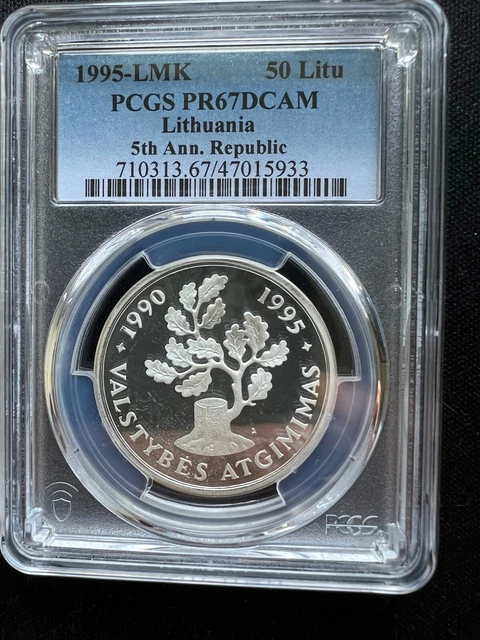 1995-LMK 50 Litu
PCGS PR67DCAM
Lithuania
5th Ann. Republic
710313.67/47015933
1990 1995
VALSTYBĖS ATGIMIMAS
PCGS